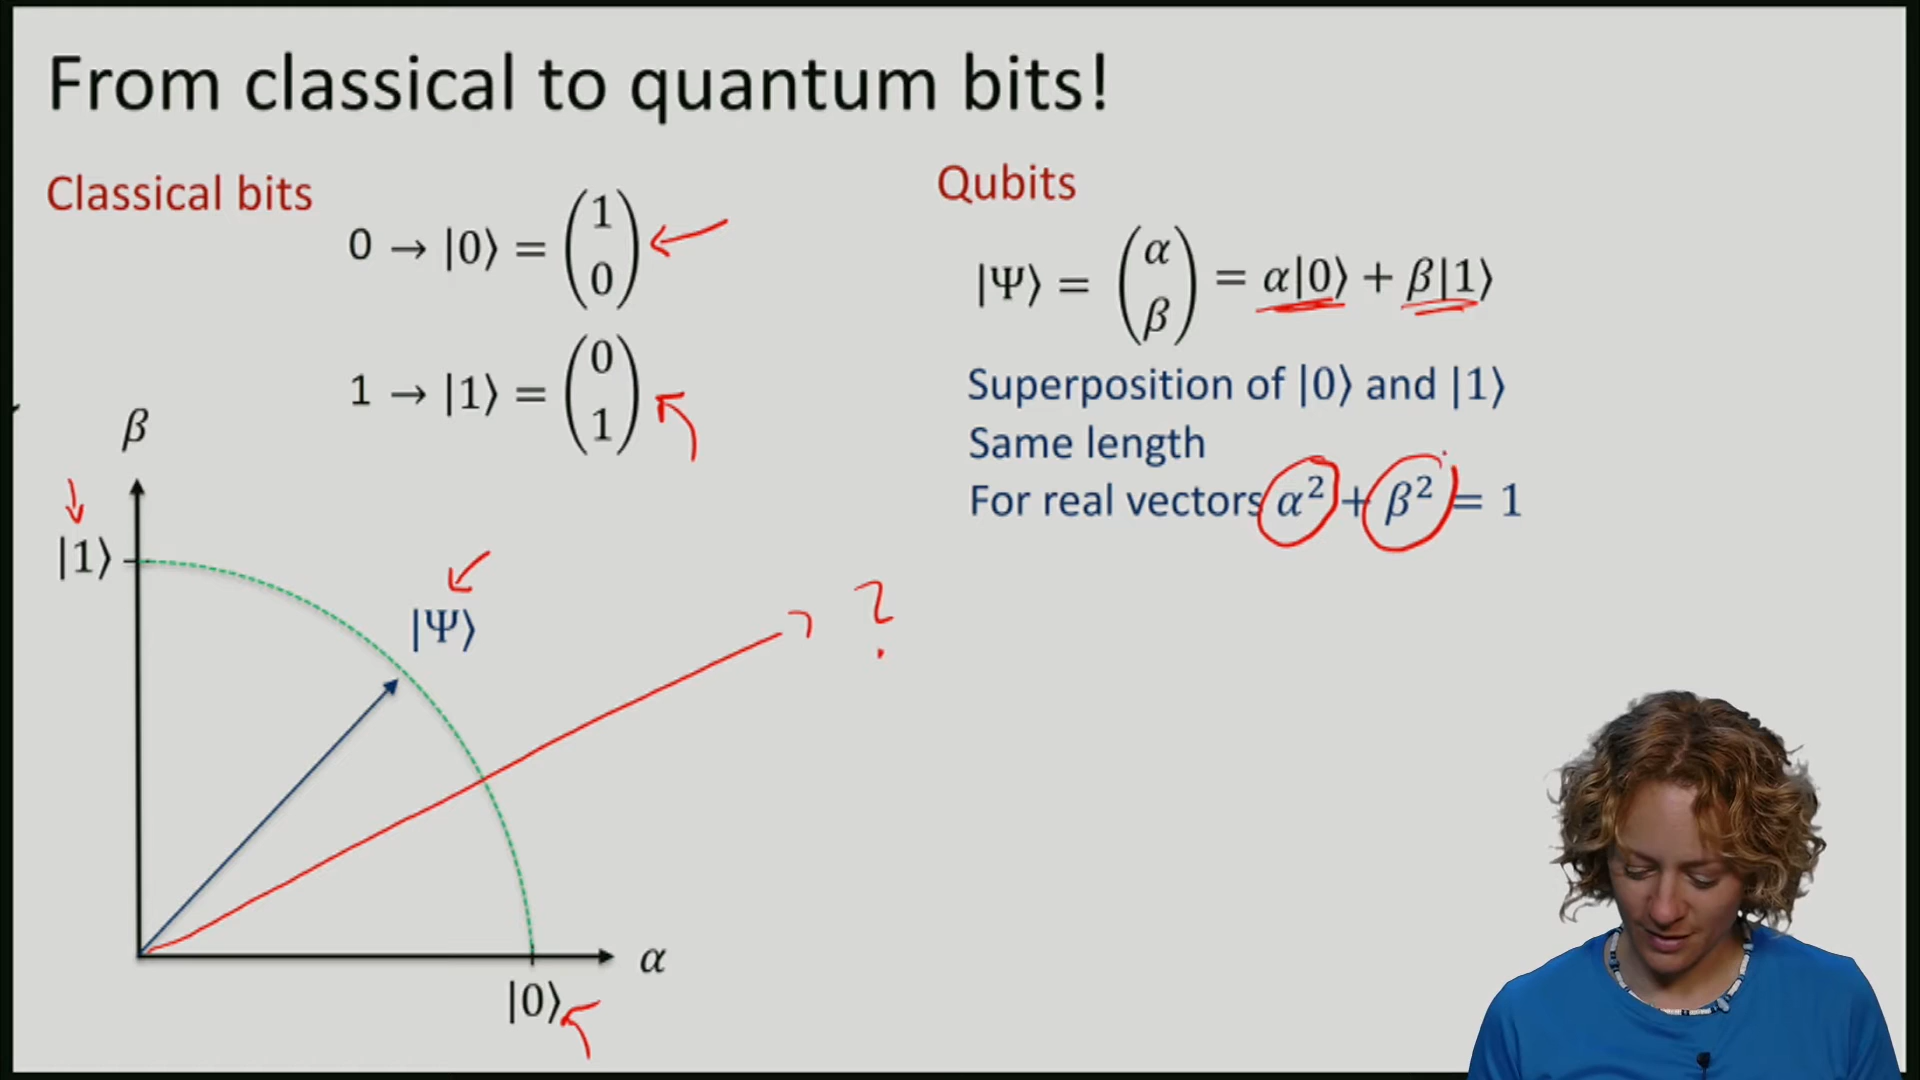 From classical to quantum bits!
Classical bits
0 → |0⟩ = (1 0)
1 → |1⟩ = (0 1)
β
|1⟩
|Ψ⟩
?
α
|0⟩
Qubits
|Ψ⟩ = (α β) = α|0⟩ + β|1⟩
Superposition of |0⟩ and |1⟩
Same length
For real vectors α² + β² = 1